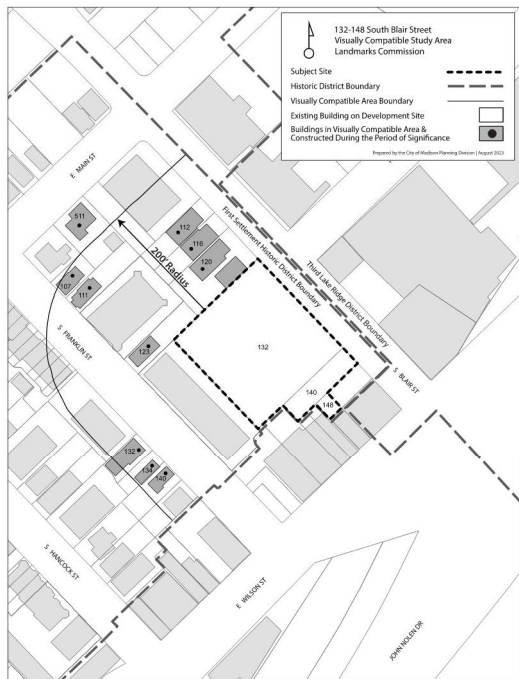 132-148 South Blair Street
Visually Compatible Study Area
Landmarks Commission
Subject Site
Historic District Boundary
Visually Compatible Area Boundary
Existing Building on Development Site
Buildings in Visually Compatible Area &
Constructed During the Period of Significance
Prepared by the City of Madison Planning Division | August 2023
E MAIN ST
511
112
116
120
107
111
200' Radius
First Settlement Historic District Boundary
Third Lake Ridge District Boundary
S FRANKLIN ST
123
132
140
148
S BLAIR ST
132
134
140
S HANCOCK ST
E WILSON ST
JOHN NOLEN DR